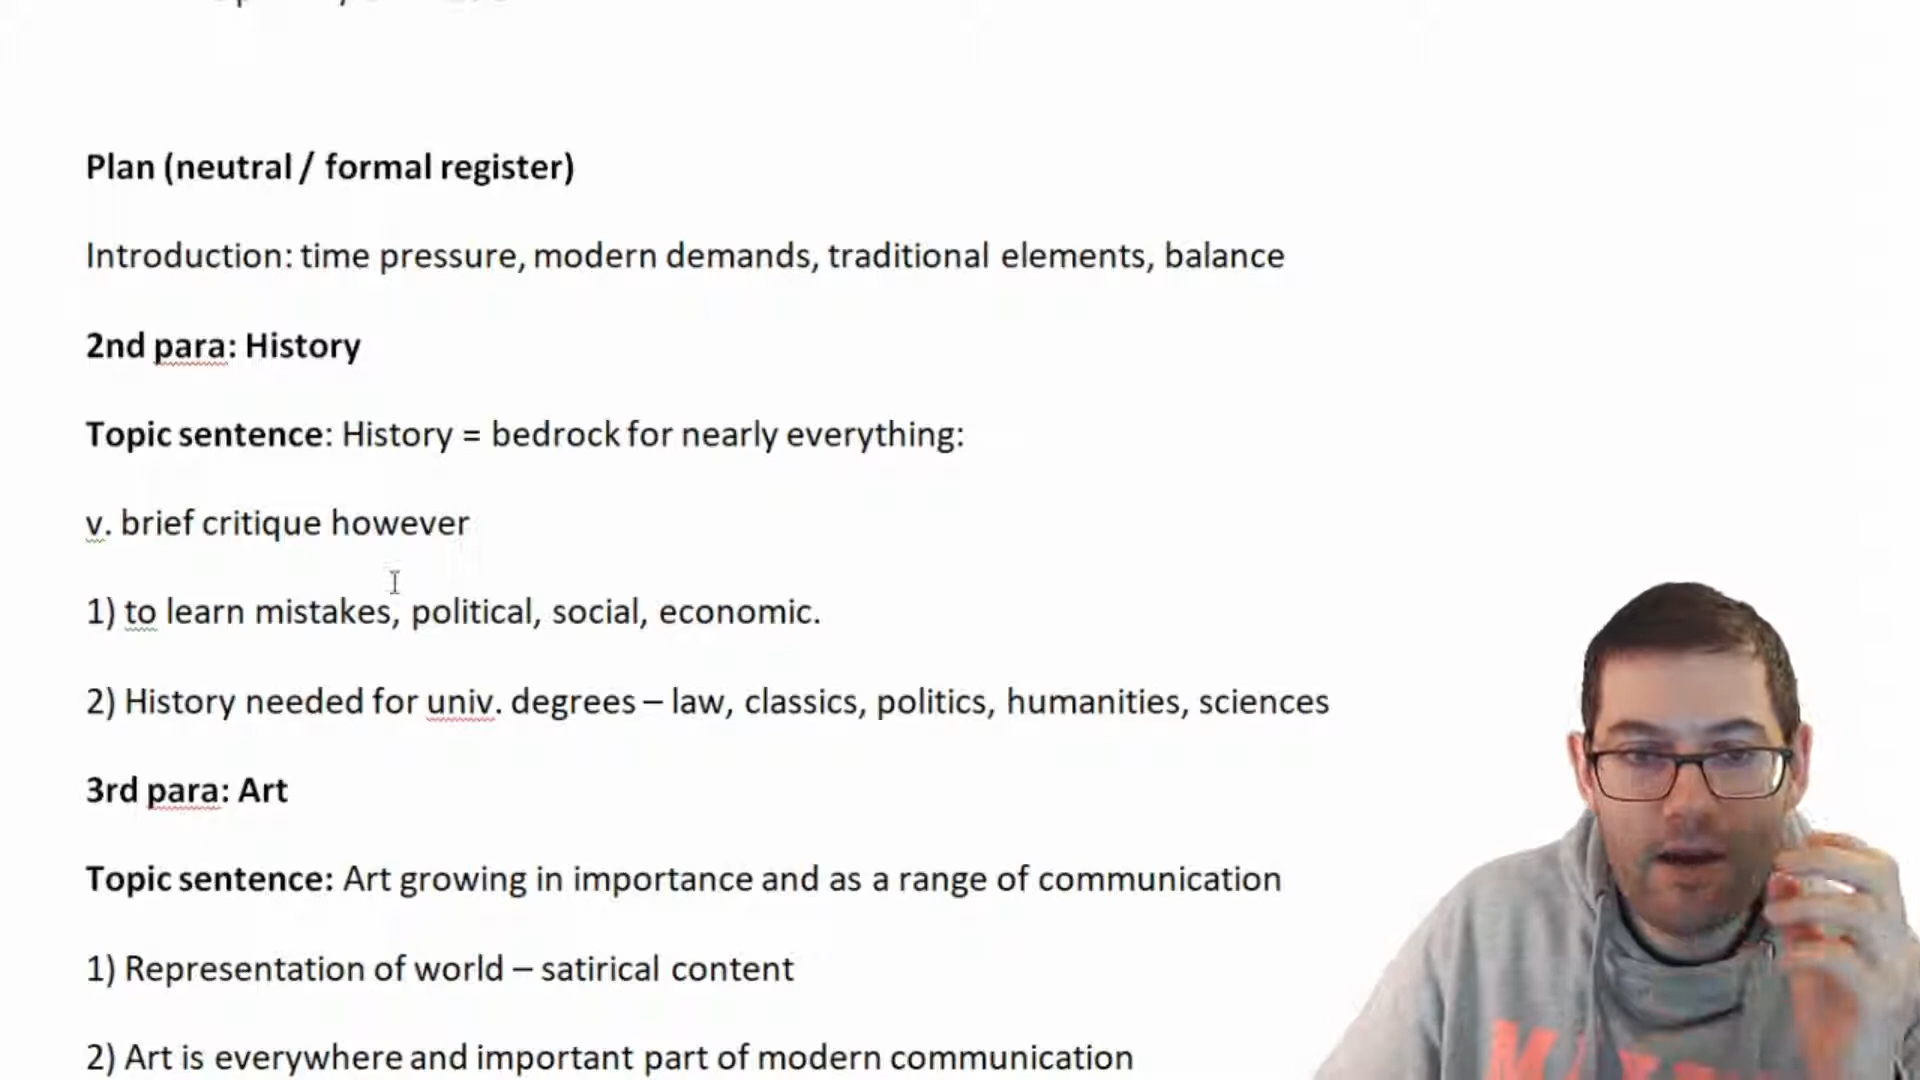 Plan (neutral / formal register)
Introduction: time pressure, modern demands, traditional elements, balance
2nd para: History
Topic sentence: History = bedrock for nearly everything:
v. brief critique however
1) to learn mistakes, political, social, economic.
2) History needed for univ. degrees – law, classics, politics, humanities, sciences
3rd para: Art
Topic sentence: Art growing in importance and as a range of communication
1) Representation of world – satirical content
2) Art is everywhere and important part of modern communication